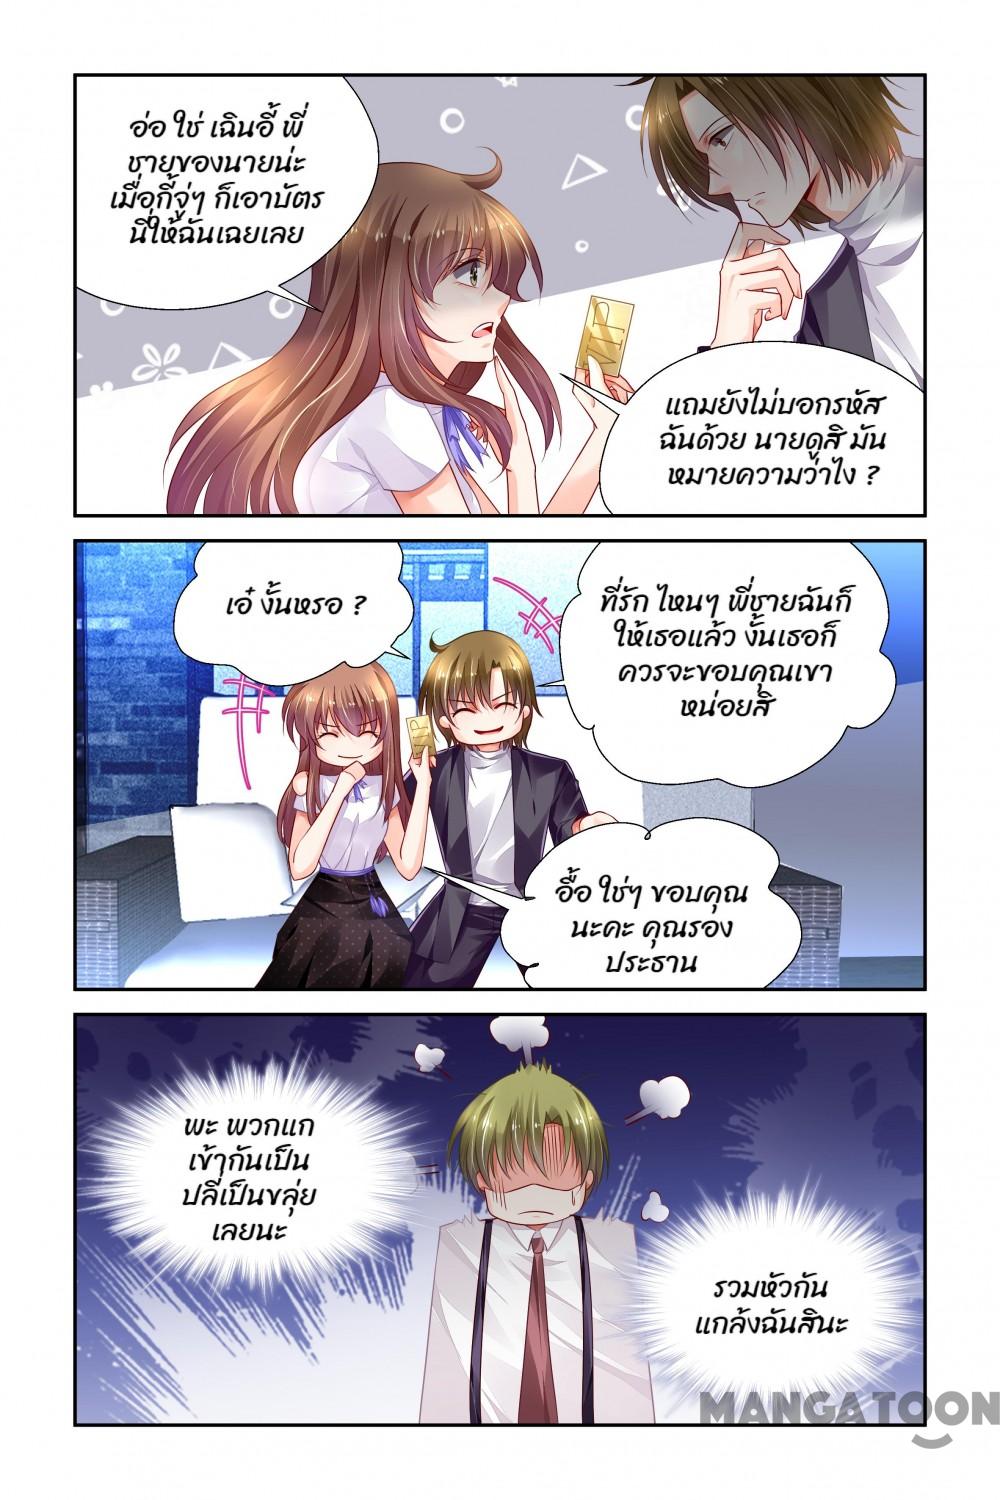 อ่อ ใช่ เฉินอี้ พี่
ชายของนายน่ะ
เมื่อกี้จู่ๆ ก็เอาบัตร
นี่ให้ฉันเฉยเลย
แถมยังไม่บอกรหัส
ฉันด้วย นายดูสิ มัน
หมายความว่าไง ?
เอ๋ งั้นหรอ ?
ที่รัก ไหนๆ พี่ชายฉันก็
ให้เธอแล้ว งั้นเธอก็
ควรจะขอบคุณเขา
หน่อยสิ
อื้อ ใช่ๆ ขอบคุณ
นะคะ คุณรอง
ประธาน
พะ พวกแก
เข้ากันเป็น
ปลี่เป็นขลุ่ย
เลยนะ
รวมหัวกัน
แกล้งฉันสินะ
MANGATOON